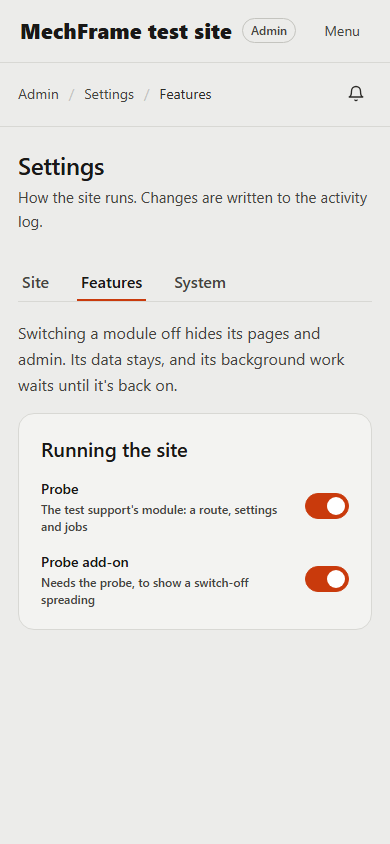 MechFrame test site Admin Menu
Admin / Settings / Features
Settings
How the site runs. Changes are written to the activity
log.
Site Features System
Switching a module off hides its pages and
admin. Its data stays, and its background work
waits until it's back on.
Running the site
Probe
The test support's module: a route, settings
and jobs
Probe add-on
Needs the probe, to show a switch-off
spreading